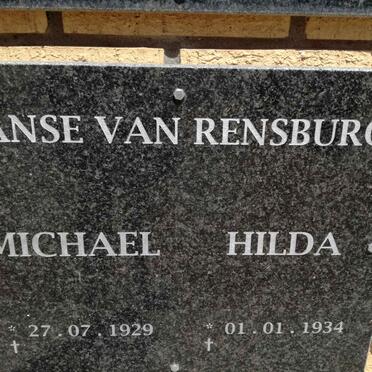 ANSE VAN RENSBURG
MICHAEL HILDA
* 27.07.1929 * 01.01.1934
† †